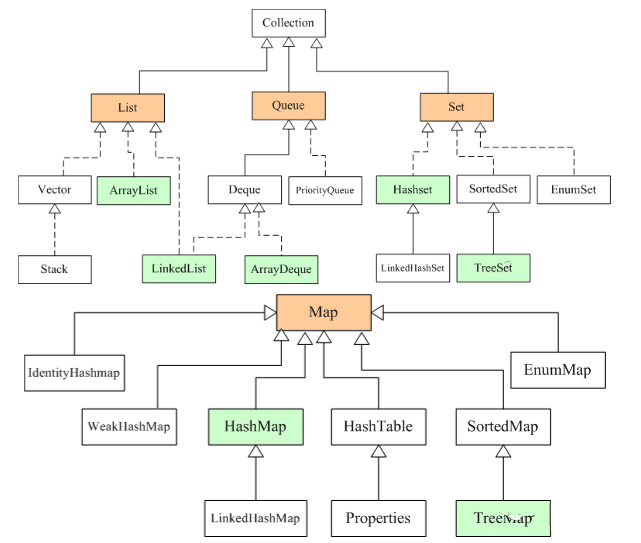 Collection
List
Queue
Set
Vector
ArrayList
Deque
PriorityQueue
Hashset
SortedSet
EnumSet
Stack
LinkedList
ArrayDeque
LinkedHashSet
TreeSet
Map
IdentityHashmap
EnumMap
WeakHashMap
HashMap
HashTable
SortedMap
LinkedHashMap
Properties
TreeMap